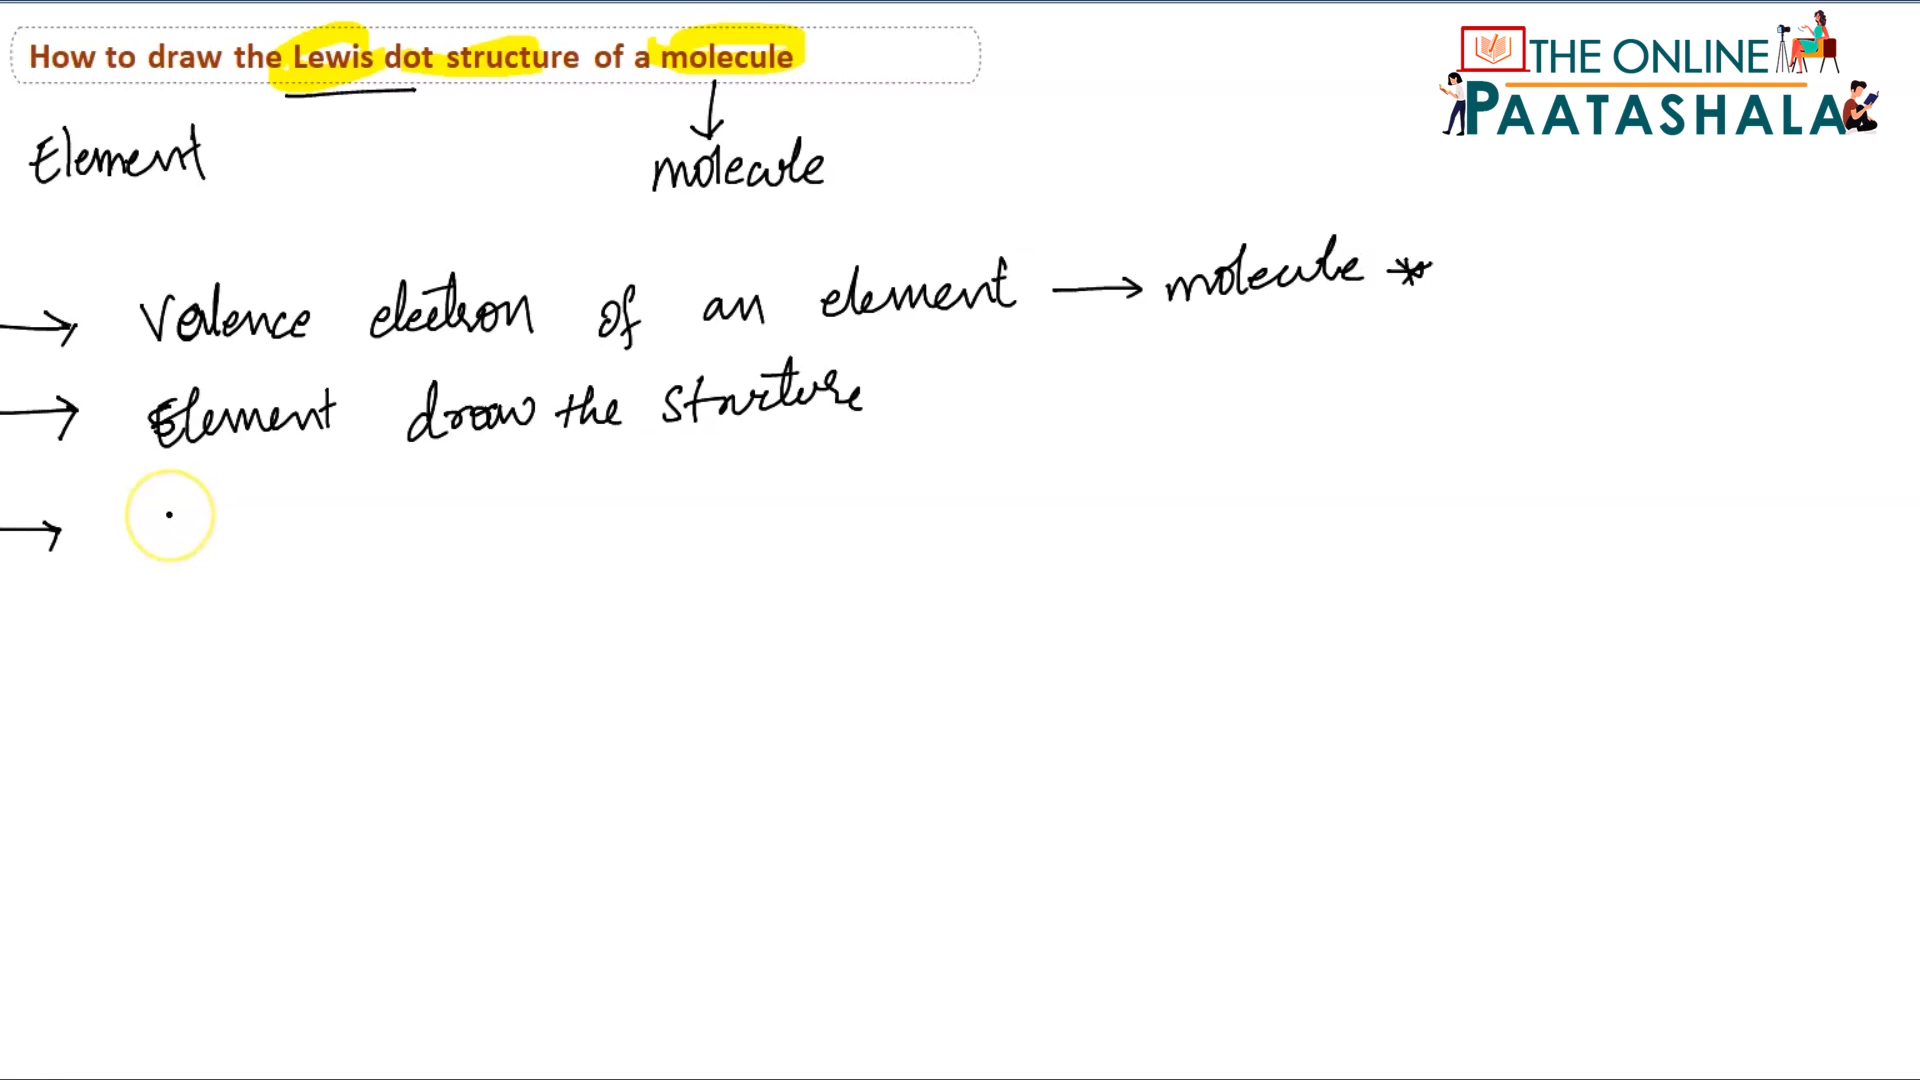 How to draw the Lewis dot structure of a molecule
THE ONLINE
PAATASHALA
Element
molecule
→ Valence electron of an element → molecule *
→ Element draw the structure
→